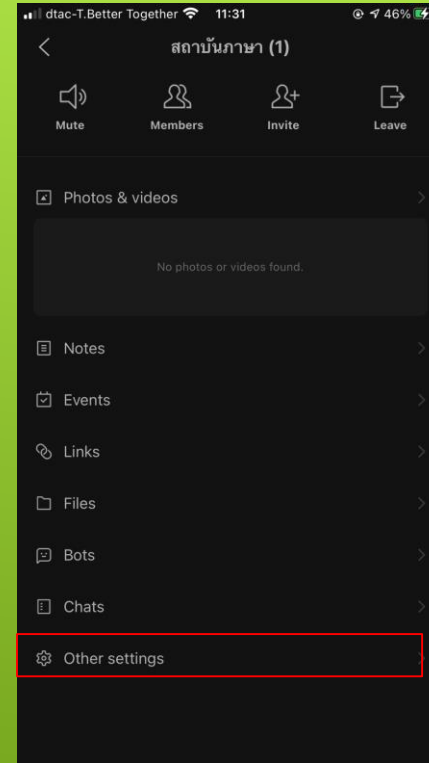 dtac-T.Better Together 11:31 46%
สถาบันภาษา (1)
Mute Members Invite Leave
Photos & videos
No photos or videos found.
Notes
Events
Links
Files
Bots
Chats
Other settings